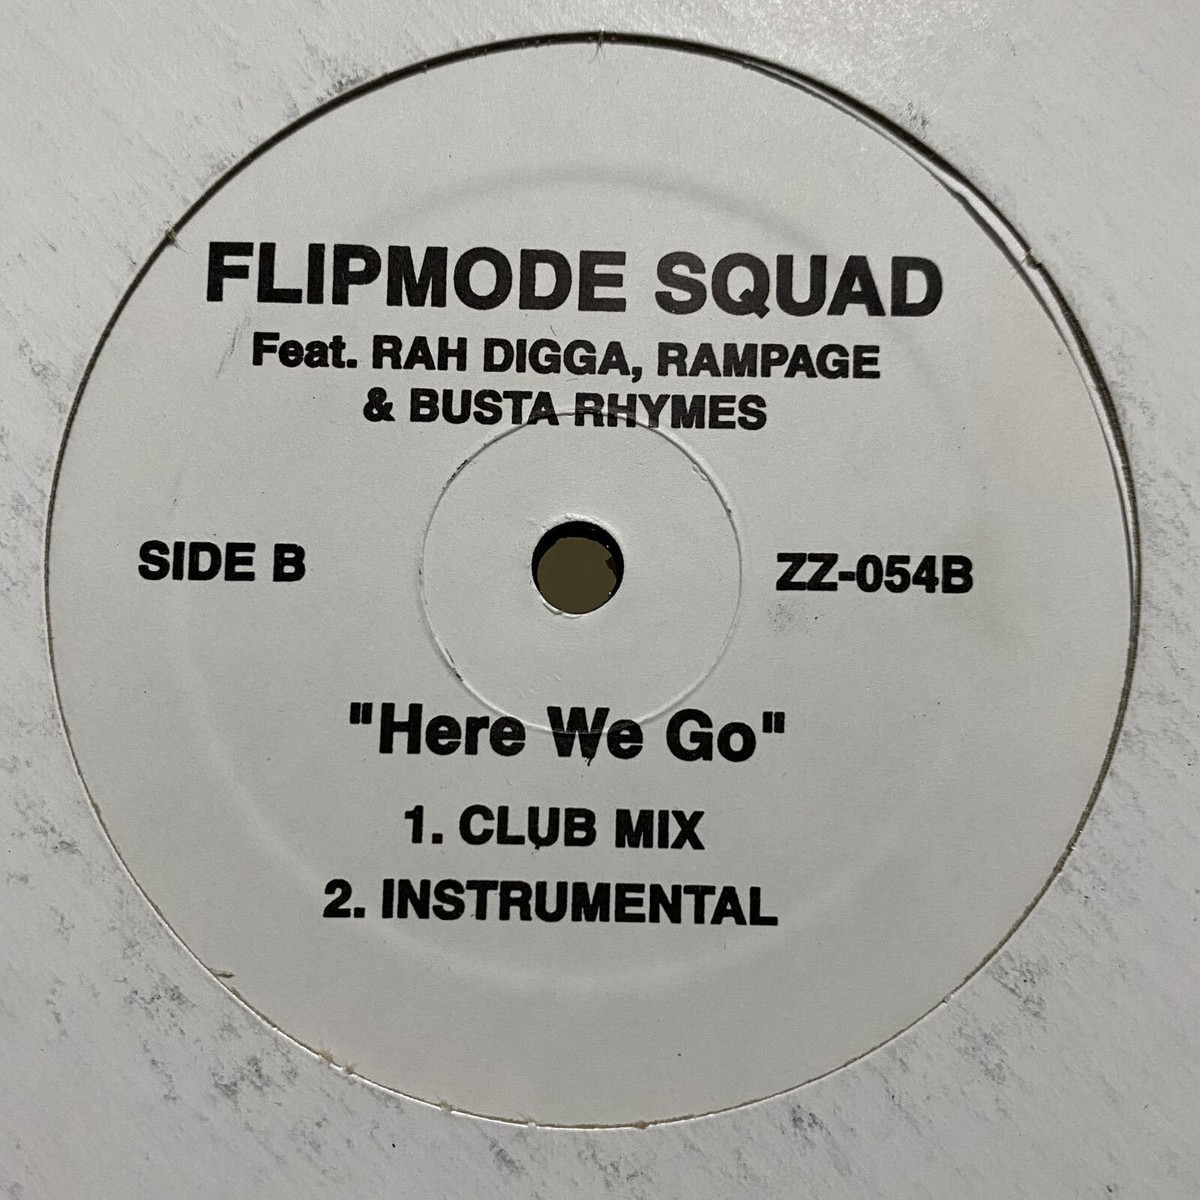 FLIPMODE SQUAD
Feat. RAH DIGGA, RAMPAGE
& BUSTA RHYMES
SIDE B
ZZ-054B
"Here We Go"
1. CLUB MIX
2. INSTRUMENTAL